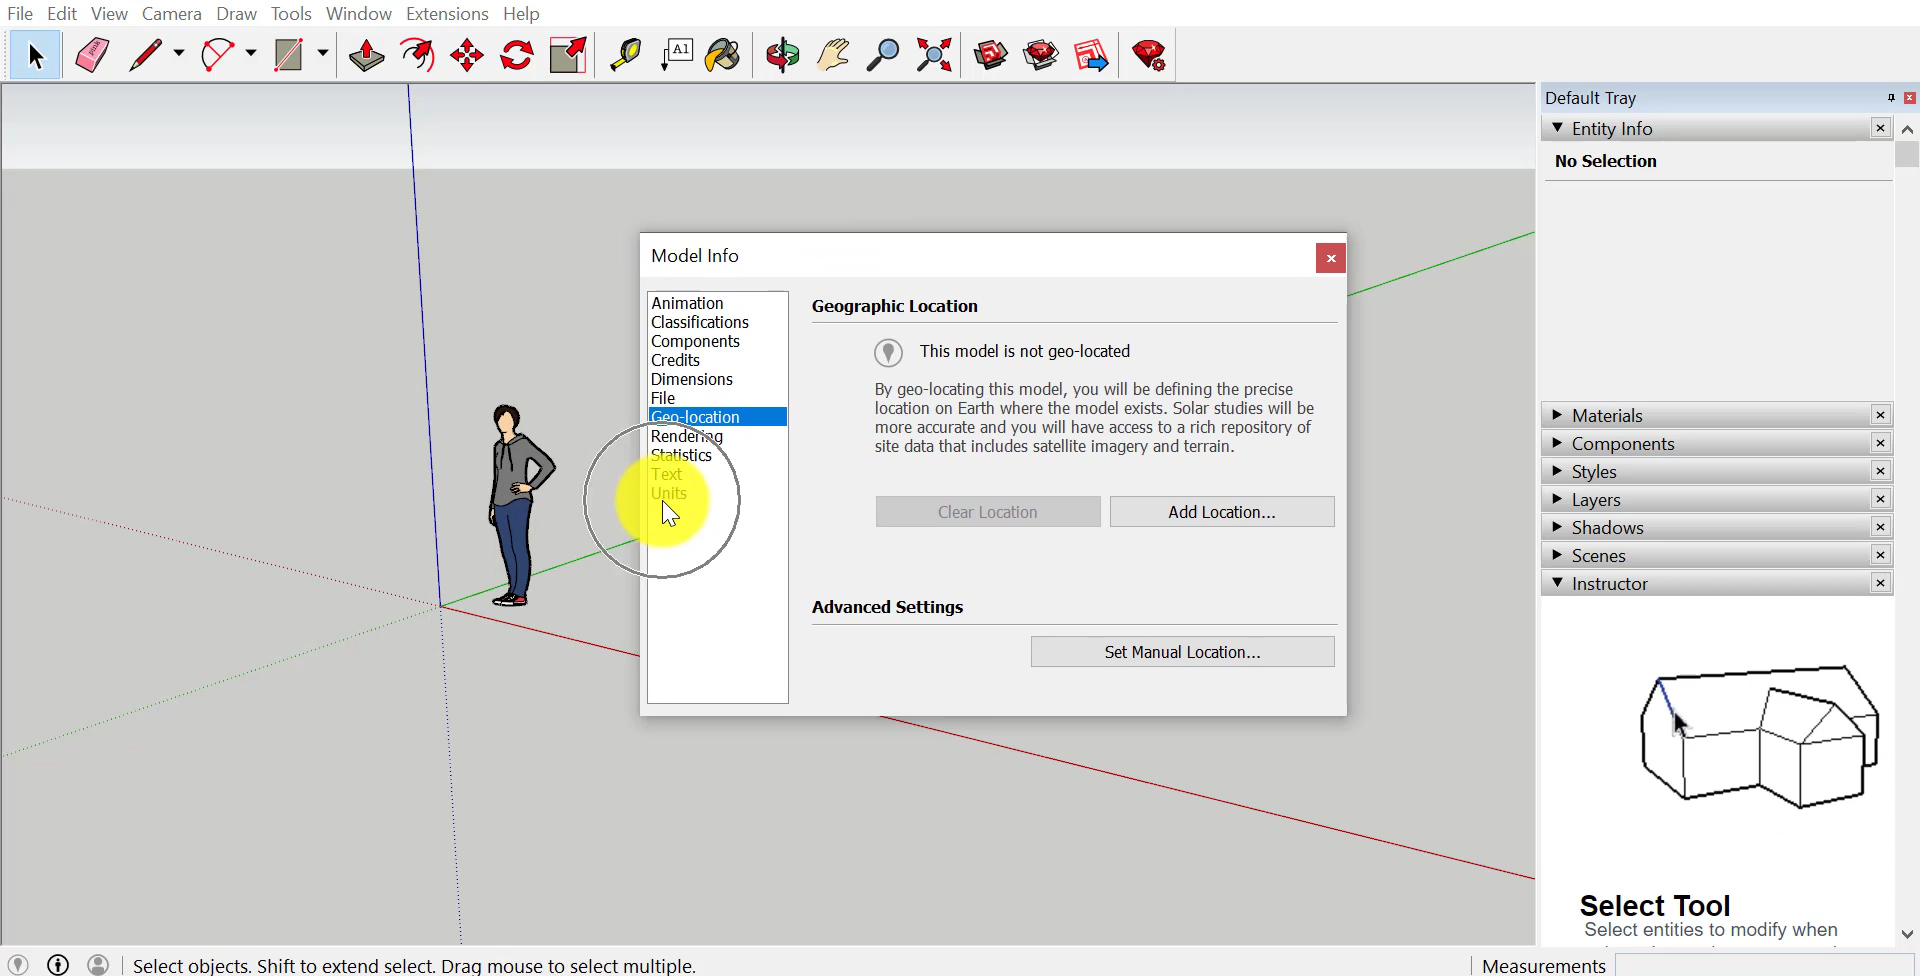 File Edit View Camera Draw Tools Window Extensions Help
A1
Default Tray
Entity Info
No Selection
Model Info
Animation
Classifications
Components
Credits
Dimensions
File
Geo-location
Rendering
Statistics
Text
Units
Geographic Location
This model is not geo-located
By geo-locating this model, you will be defining the precise
location on Earth where the model exists. Solar studies will be
more accurate and you will have access to a rich repository of
site data that includes satellite imagery and terrain.
Clear Location
Add Location...
Advanced Settings
Set Manual Location...
Materials
Components
Styles
Layers
Shadows
Scenes
Instructor
Select Tool
Select entities to modify when
Select objects. Shift to extend select. Drag mouse to select multiple.
Measurements